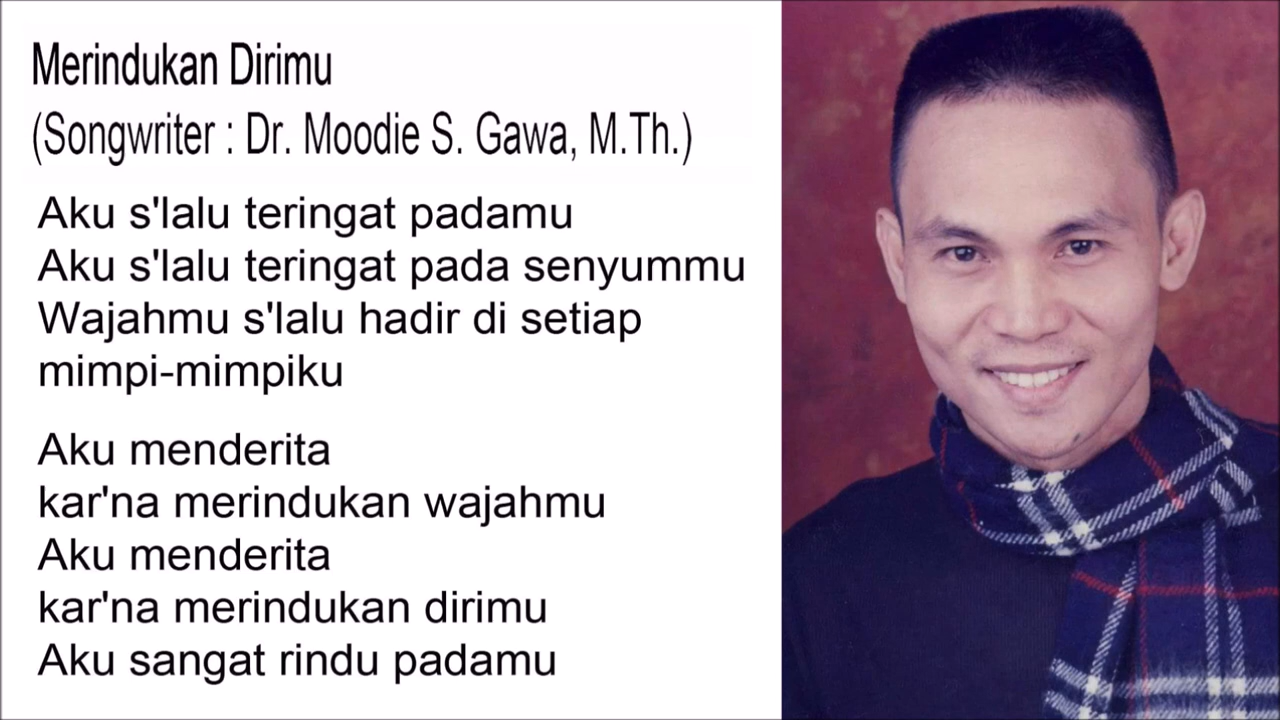 Merindukan Dirimu
(Songwriter : Dr. Moodie S. Gawa, M.Th.)
Aku s'lalu teringat padamu
Aku s'lalu teringat pada senyummu
Wajahmu s'lalu hadir di setiap
mimpi-mimpiku
Aku menderita
kar'na merindukan wajahmu
Aku menderita
kar'na merindukan dirimu
Aku sangat rindu padamu